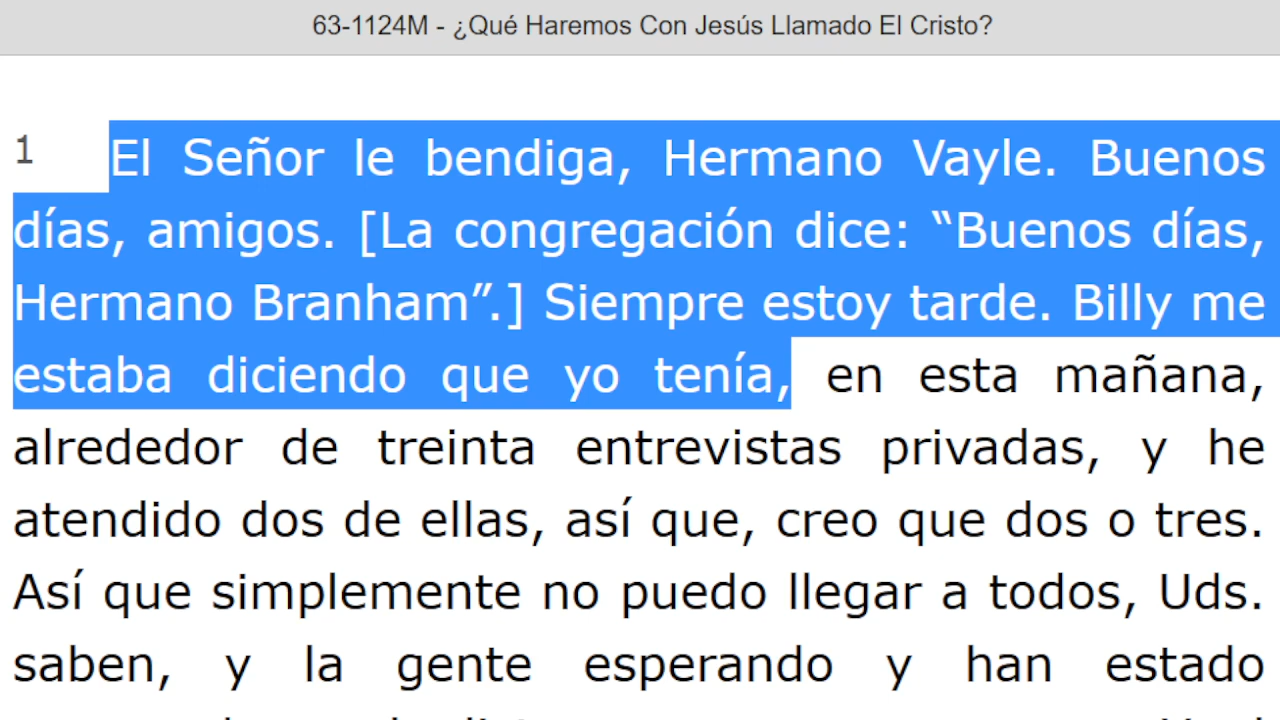 63-1124M - ¿Qué Haremos Con Jesús Llamado El Cristo?
1 El Señor le bendiga, Hermano Vayle. Buenos
días, amigos. [La congregación dice: “Buenos días,
Hermano Branham”.] Siempre estoy tarde. Billy me
estaba diciendo que yo tenía, en esta mañana,
alrededor de treinta entrevistas privadas, y he
atendido dos de ellas, así que, creo que dos o tres.
Así que simplemente no puedo llegar a todos, Uds.
saben, y la gente esperando y han estado